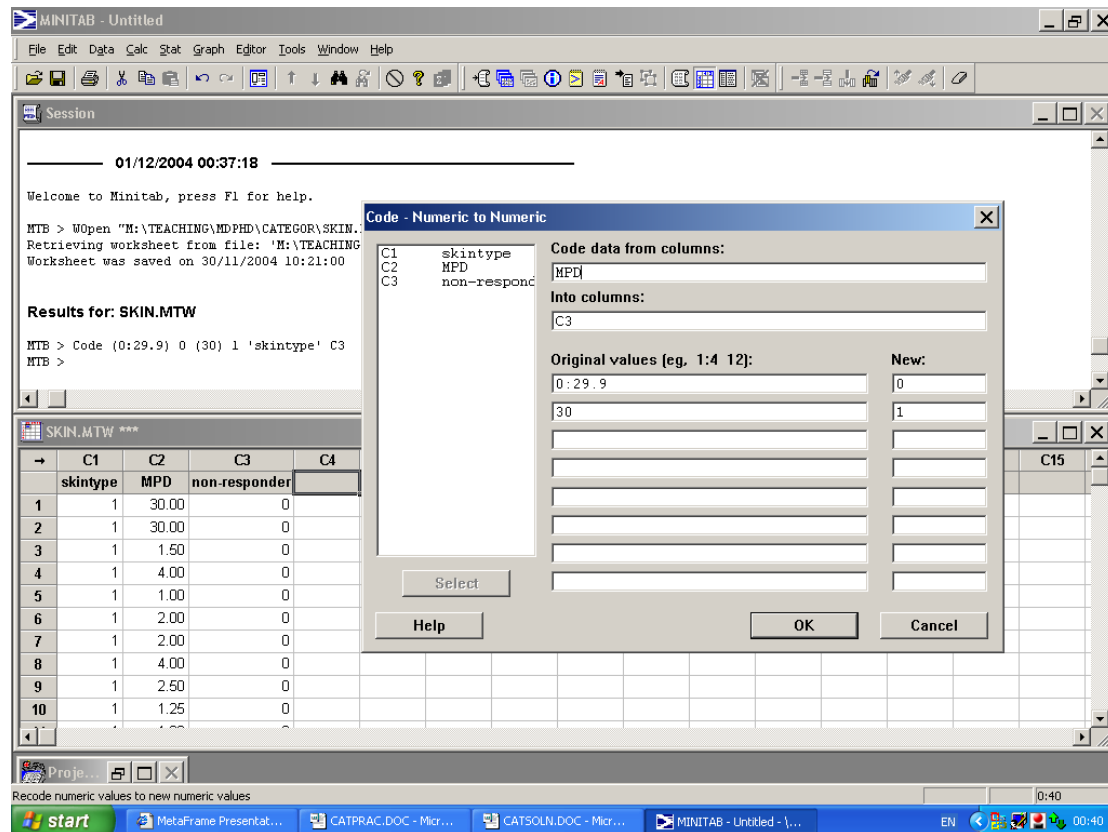 MINITAB - Untitled
File Edit Data Calc Stat Graph Editor Tools Window Help
Session
01/12/2004 00:37:18
Welcome to Minitab, press F1 for help.
MTB > WOpen "M:\TEACHING\MDPHD\CATEGOR\SKIN.
Retrieving worksheet from file: 'M:\TEACHING
Worksheet was saved on 30/11/2004 10:21:00
Results for: SKIN.MTW
MTB > Code (0:29.9) 0 (30) 1 'skintype' C3
MTB >
Code - Numeric to Numeric
C1 skintype
C2 MPD
C3 non-respond
Code data from columns:
MPD
Into columns:
C3
Original values (eg, 1:4 12): New:
0:29.9 0
30 1
Select
Help OK Cancel
SKIN.MTW ***
→ C1 C2 C3 C4 C15
skintype MPD non-responder
1 1 30.00 0
2 1 30.00 0
3 1 1.50 0
4 1 4.00 0
5 1 1.00 0
6 1 2.00 0
7 1 2.00 0
8 1 4.00 0
9 1 2.50 0
10 1 1.25 0
Proje...
Recode numeric values to new numeric values 0:40
start MetaFrame Presentat... CATPRAC.DOC - Micr... CATSOLN.DOC - Micr... MINITAB - Untitled - \... EN 00:40